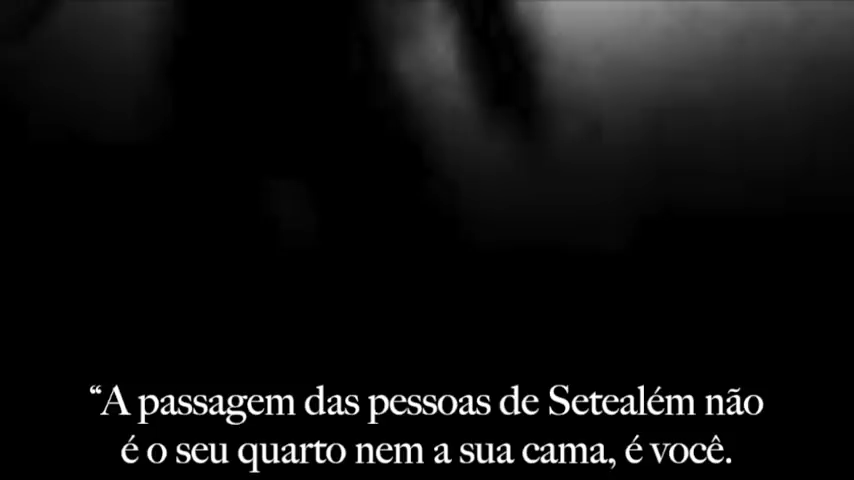 “A passagem das pessoas de Setealém não
é o seu quarto nem a sua cama, é você.